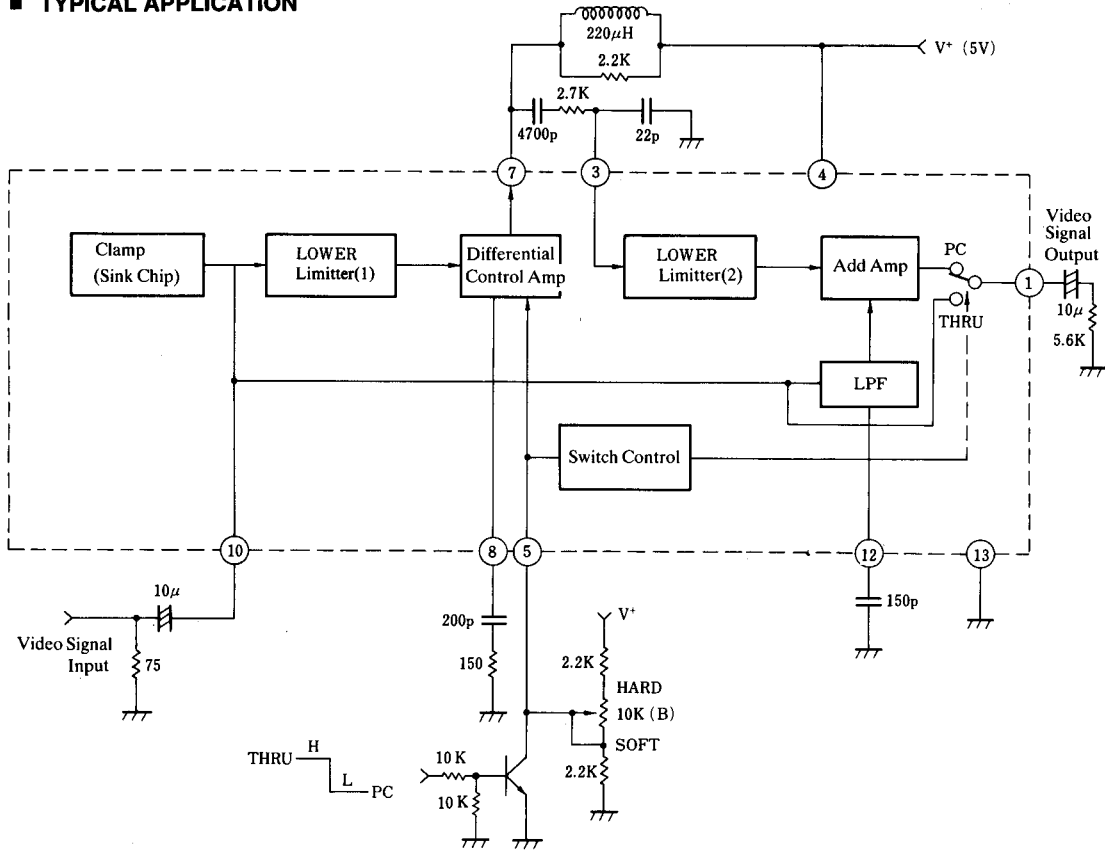 ■ TYPICAL APPLICATION
220μH
2.2K
V+ (5V)
2.7K
4700p
22p
7
3
4
Clamp
(Sink Chip)
LOWER
Limitter(1)
Differential
Control Amp
LOWER
Limitter(2)
Add Amp
PC
THRU
Video
Signal
Output
1
10μ
5.6K
LPF
Switch Control
10
8
5
12
13
10μ
Video Signal
Input
75
200p
150
150p
V+
2.2K
HARD
10K (B)
SOFT
2.2K
THRU
H
L
PC
10 K
10 K